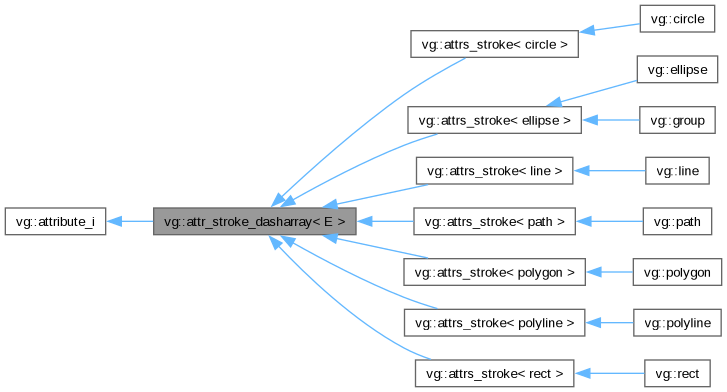 vg::circle
vg::attrs_stroke< circle >
vg::ellipse
vg::attrs_stroke< ellipse >
vg::group
vg::attrs_stroke< line >
vg::line
vg::attribute_i
vg::attr_stroke_dasharray< E >
vg::attrs_stroke< path >
vg::path
vg::attrs_stroke< polygon >
vg::polygon
vg::attrs_stroke< polyline >
vg::polyline
vg::attrs_stroke< rect >
vg::rect